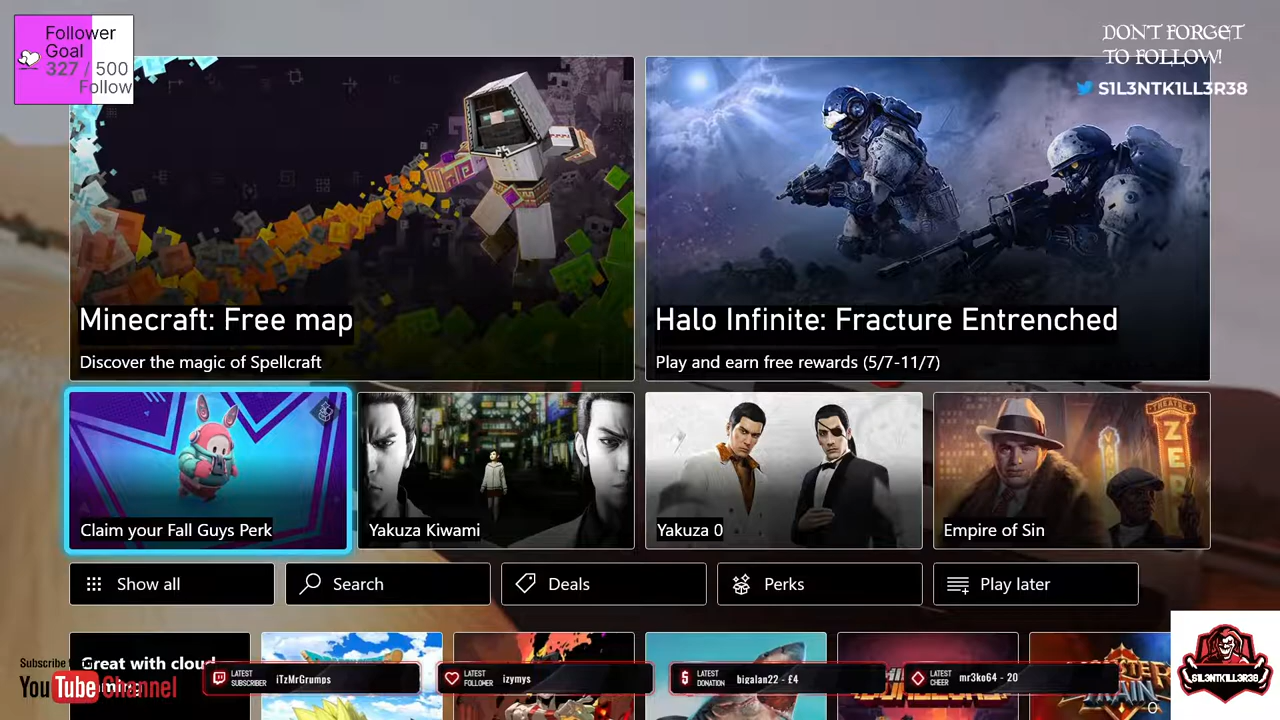 Follower
Goal
327 / 500
Follow
DON'T FORGET
TO FOLLOW!
S1L3NTK1LL3R38
Minecraft: Free map
Discover the magic of Spellcraft
Halo Infinite: Fracture Entrenched
Play and earn free rewards (5/7-11/7)
THEATRE
Claim your Fall Guys Perk
Yakuza Kiwami
Yakuza 0
Empire of Sin
Show all
Search
Deals
Perks
Play later
Great with cloud
Subscribe
YouTube Channel
LATEST
SUBSCRIBER
iTzMrGrumps
LATEST
FOLLOWER
izymys
LATEST
DONATION
bigalan22 - £4
LATEST
CHEER
mr3ko64 - 20
S1L3NTK1LL3R38